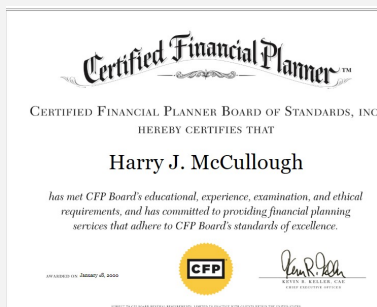 Certified Financial Planner™
CERTIFIED FINANCIAL PLANNER BOARD OF STANDARDS, INC
HEREBY CERTIFIES THAT
Harry J. McCullough
has met CFP Board's educational, experience, examination, and ethical
requirements, and has committed to providing financial planning
services that adhere to CFP Board's standards of excellence.
CFP
AWARDED ON January 28, 2000
KEVIN R. KELLER, CAE
CHIEF EXECUTIVE OFFICER